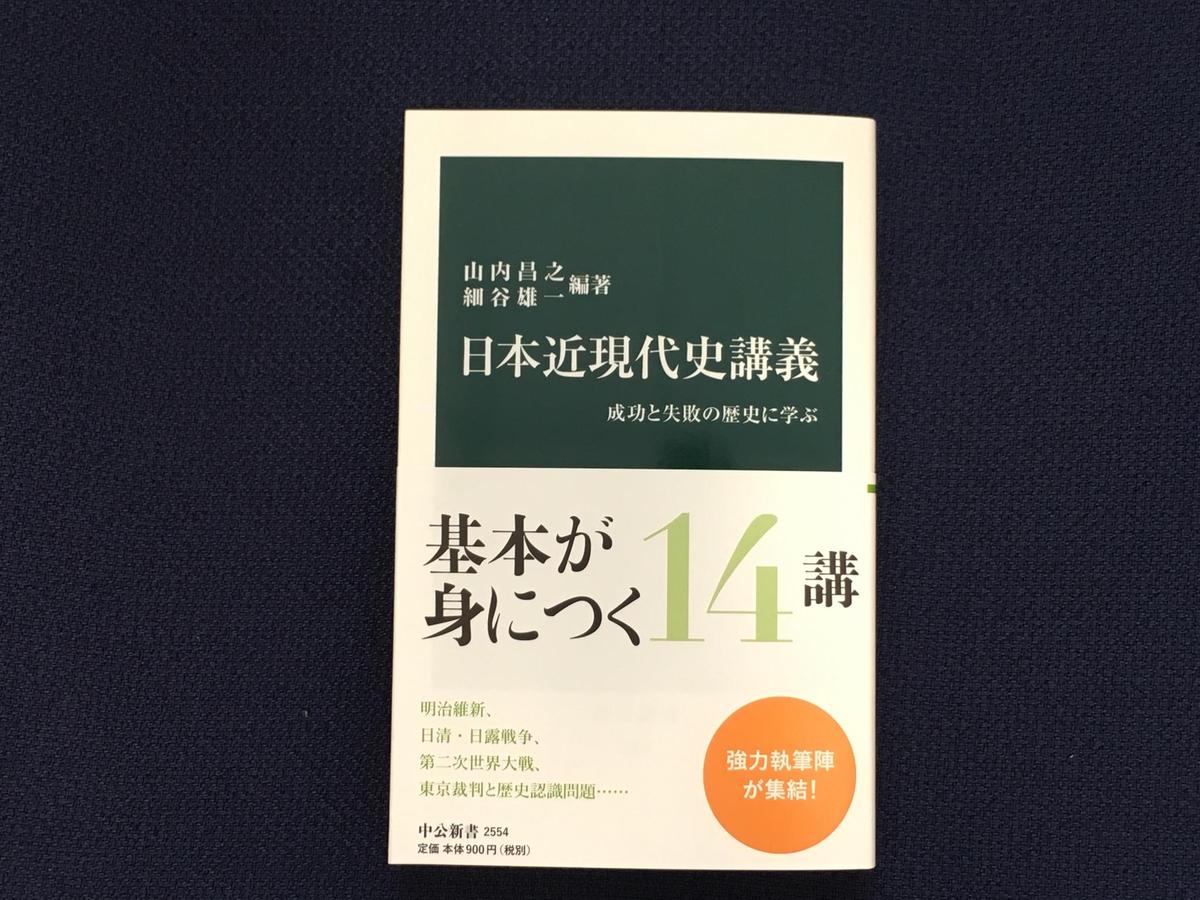 山内昌之
細谷雄一 編著
日本近現代史講義
成功と失敗の歴史に学ぶ
基本が
身につく14講
明治維新、
日清・日露戦争、
第二次世界大戦、
東京裁判と歴史認識問題……
強力執筆陣
が集結!
中公新書 2554
定価 本体900円(税別)